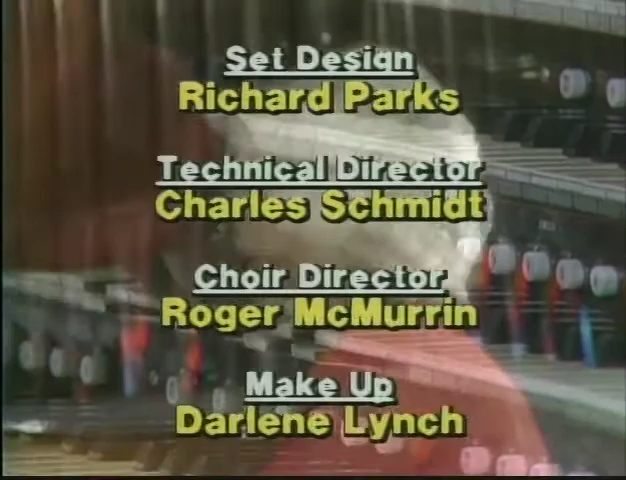 Set Design
Richard Parks
Technical Director
Charles Schmidt
Choir Director
Roger McMurrin
Make Up
Darlene Lynch